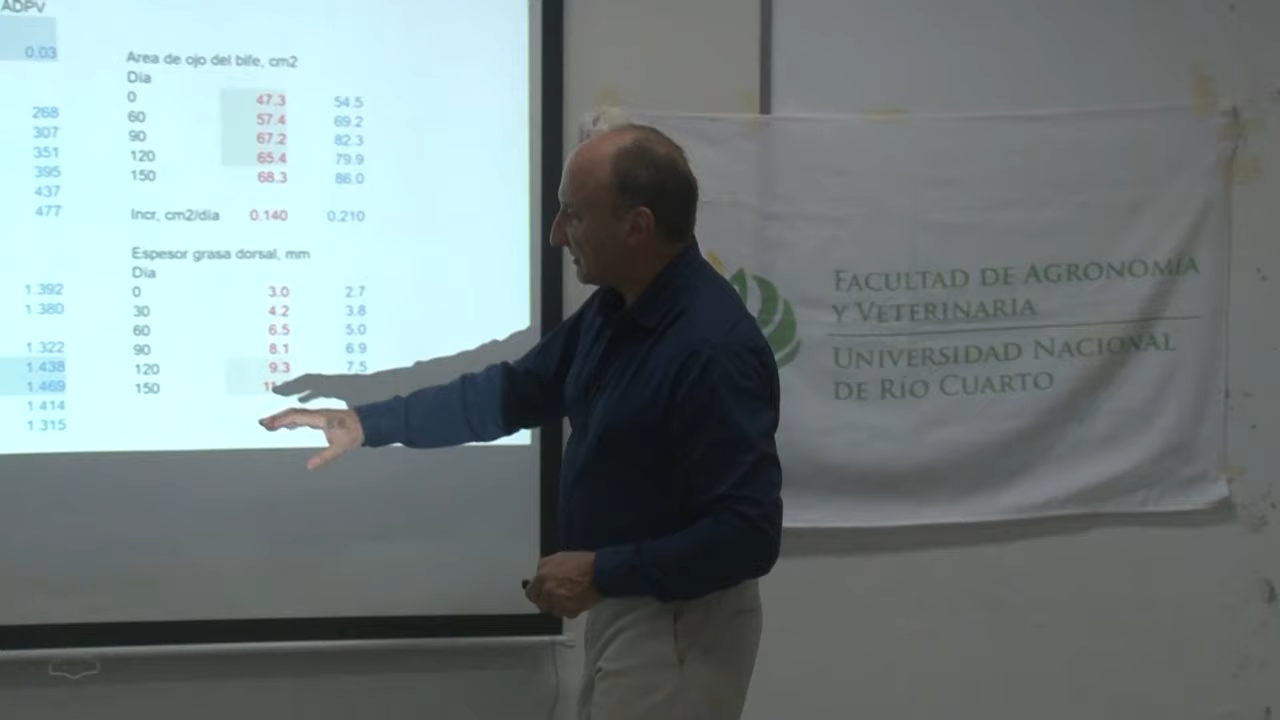 ADPV
0.03
268
307
351
395
437
477
1.392
1.380
1.322
1.438
1.469
1.414
1.315
Area de ojo del bife, cm2
Dia
0 47.3 54.5
60 57.4 69.2
90 67.2 82.3
120 65.4 79.9
150 68.3 86.0
Incr, cm2/dia 0.140 0.210
Espesor grasa dorsal, mm
Dia
0 3.0 2.7
30 4.2 3.8
60 6.5 5.0
90 8.1 6.9
120 9.3 7.5
150
FACULTAD DE AGRONOMÍA
Y VETERINARIA
UNIVERSIDAD NACIONAL
DE RÍO CUARTO